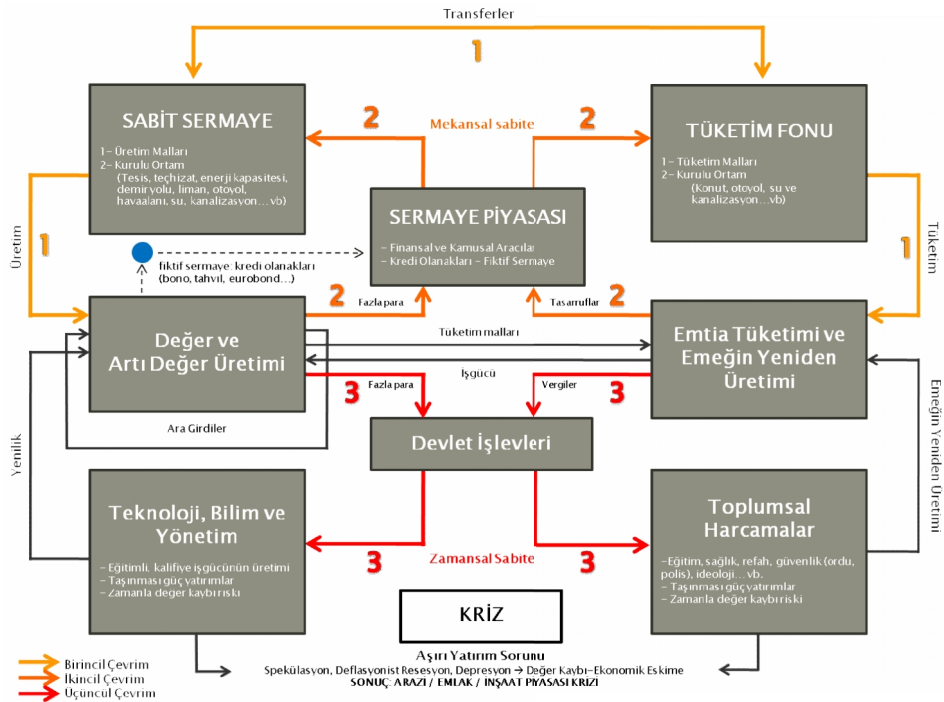 Transferler
1
SABİT SERMAYE
1– Üretim Malları
2– Kurulu Ortam
(Tesis, teçhizat, enerji kapasitesi,
demiryolu, liman, otoyol,
havaalanı, su, kanalizasyon... vb)
2
Mekansal sabite
2
TÜKETİM FONU
1– Tüketim Malları
2– Kurulu Ortam
(Konut, otoyol, su ve
kanalizasyon...vb)
SERMAYE PİYASASI
– Finansal ve Kamusal Aracılar
– Kredi Olanakları – Fiktif Sermaye
Üretim
1
1
Tüketim
fiktif sermaye: kredi olanakları
(bono, tahvil, eurobond...)
2
Fazla para
Tasarruflar
2
Değer ve
Artı Değer Üretimi
Tüketim malları
İşgücü
Emtia Tüketimi ve
Emeğin Yeniden
Üretimi
3
Fazla para
Vergiler
3
Ara Girdiler
Devlet İşlevleri
Yenilik
Emeğin Yeniden Üretimi
Teknoloji, Bilim ve
Yönetim
– Eğitimli, kalifiye işgücünün üretimi
– Taşınması güç yatırımlar
– Zamanla değer kaybı riski
3
Zamansal Sabite
3
Toplumsal
Harcamalar
–Eğitim, sağlık, refah, güvenlik (ordu,
polis), ideoloji... vb.
– Taşınması güç yatırımlar
– Zamanla değer kaybı riski
KRİZ
Aşırı Yatırım Sorunu
Spekülasyon, Deflasyonist Resesyon, Depresyon → Değer Kaybı–Ekonomik Eskime
SONUÇ: ARAZİ / EMLAK / İNŞAAT PİYASASI KRİZİ
Birincil Çevrim
İkincil Çevrim
Üçüncül Çevrim